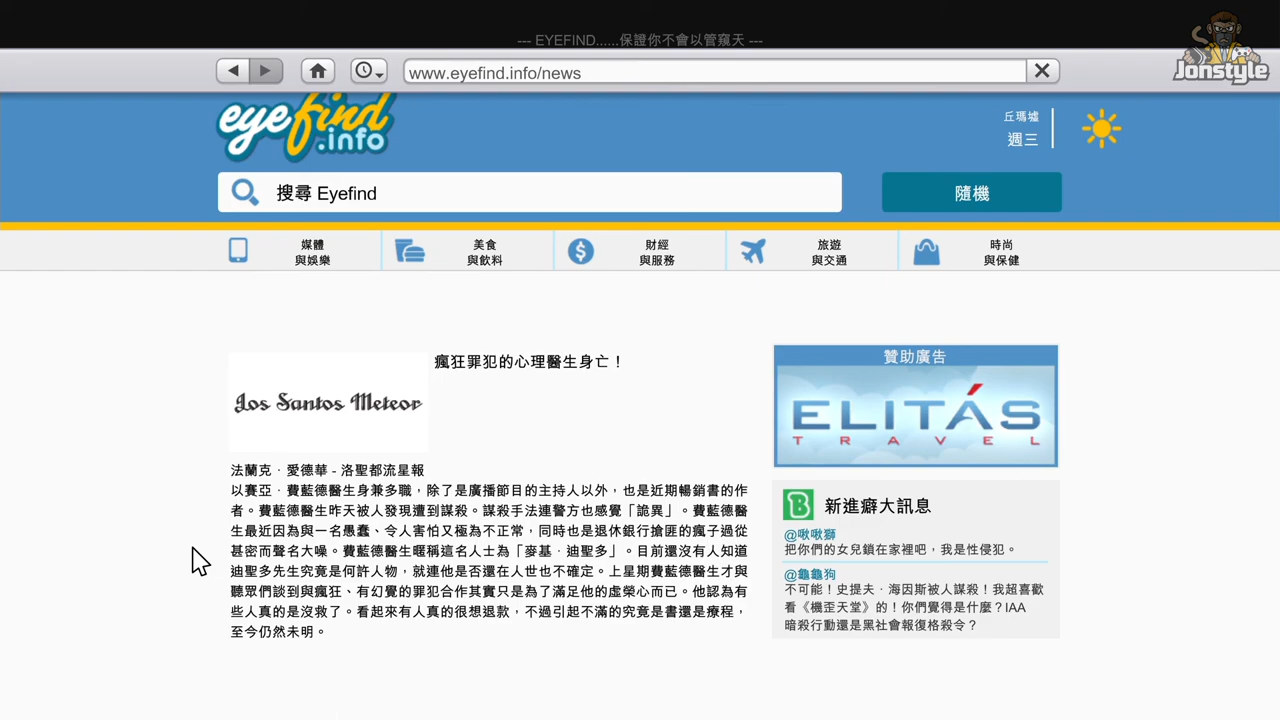 --- EYEFIND......保證你不會以管窺天 ---
Jonstyle
www.eyefind.info/news
eyefind
.info
丘瑪墟
週三
搜尋 Eyefind
隨機
媒體
與娛樂
美食
與飲料
財經
與服務
旅遊
與交通
時尚
與保健
Los Santos Meteor
瘋狂罪犯的心理醫生身亡！
法蘭克‧愛德華 - 洛聖都流星報
以賽亞‧費藍德醫生身兼多職，除了是廣播節目的主持人以外，也是近期暢銷書的作
者。費藍德醫生昨天被人發現遭到謀殺。謀殺手法連警方也感覺「詭異」。費藍德醫
生最近因為與一名愚蠢、令人害怕又極為不正常，同時也是退休銀行搶匪的瘋子過從
甚密而聲名大噪。費藍德醫生暱稱這名人士為「麥基‧迪聖多」。目前還沒有人知道
迪聖多先生究竟是何許人物，就連他是否還在人世也不確定。上星期費藍德醫生才與
聽眾們談到與瘋狂、有幻覺的罪犯合作其實只是為了滿足他的虛榮心而已。他認為有
些人真的是沒救了。看起來有人真的很想退款，不過引起不滿的究竟是書還是療程，
至今仍然未明。
贊助廣告
ELITÁS
TRAVEL
新進癖大訊息
@啾啾獅
把你們的女兒鎖在家裡吧，我是性侵犯。
@龜龜狗
不可能！史提夫‧海因斯被人謀殺！我超喜歡
看《機歪天堂》的！你們覺得是什麼？IAA
暗殺行動還是黑社會報復格殺令？